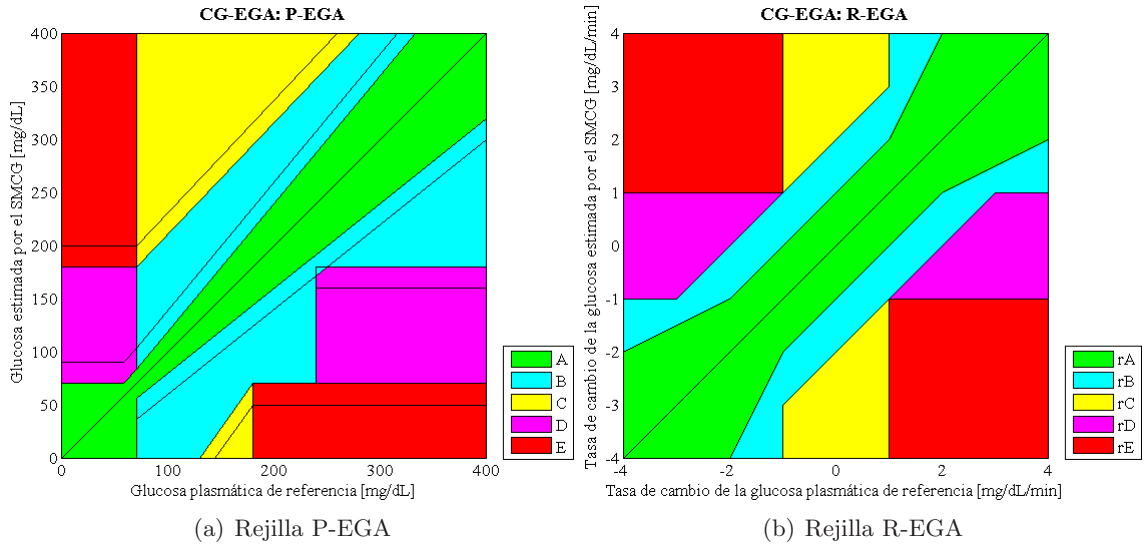 CG-EGA: P-EGA
Glucosa estimada por el SMCG [mg/dL]
400
350
300
250
200
150
100
50
0
0 100 200 300 400
Glucosa plasmática de referencia [mg/dL]
A
B
C
D
E
(a) Rejilla P-EGA
CG-EGA: R-EGA
Tasa de cambio de la glucosa estimada por el SMCG [mg/dL/min]
4
3
2
1
0
-1
-2
-3
-4
-4 -2 0 2 4
Tasa de cambio de la glucosa plasmática de referencia [mg/dL/min]
rA
rB
rC
rD
rE
(b) Rejilla R-EGA